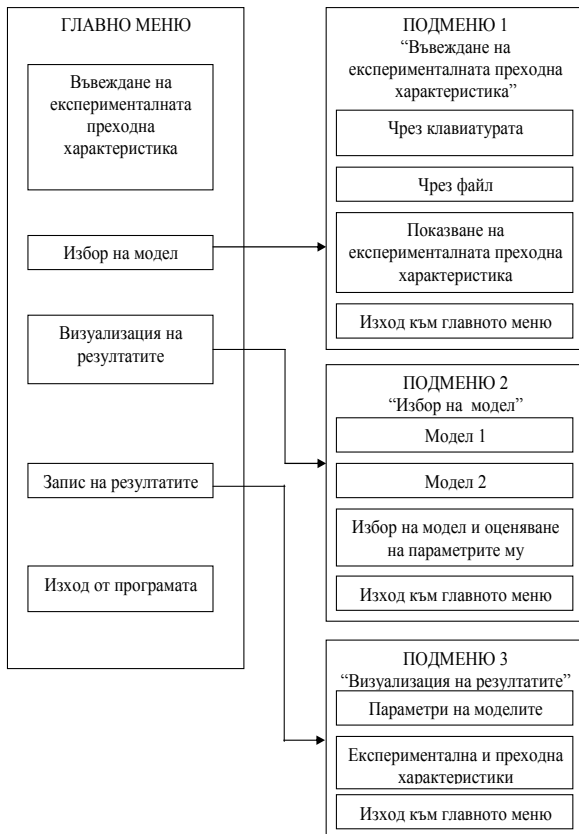 ГЛАВНО МЕНЮ
Въвеждане на
експерименталната
преходна
характеристика
Избор на модел
Визуализация на
резултатите
Запис на резултатите
Изход от програмата
ПОДМЕНЮ 1
“Въвеждане на
експерименталната преходна
характеристика”
Чрез клавиатурата
Чрез файл
Показване на
експерименталната преходна
характеристика
Изход към главното меню
ПОДМЕНЮ 2
“Избор на модел”
Модел 1
Модел 2
Избор на модел и оценяване
на параметрите му
Изход към главното меню
ПОДМЕНЮ 3
“Визуализация на резултатите”
Параметри на моделите
Експериментална и преходна
характеристики
Изход към главното меню